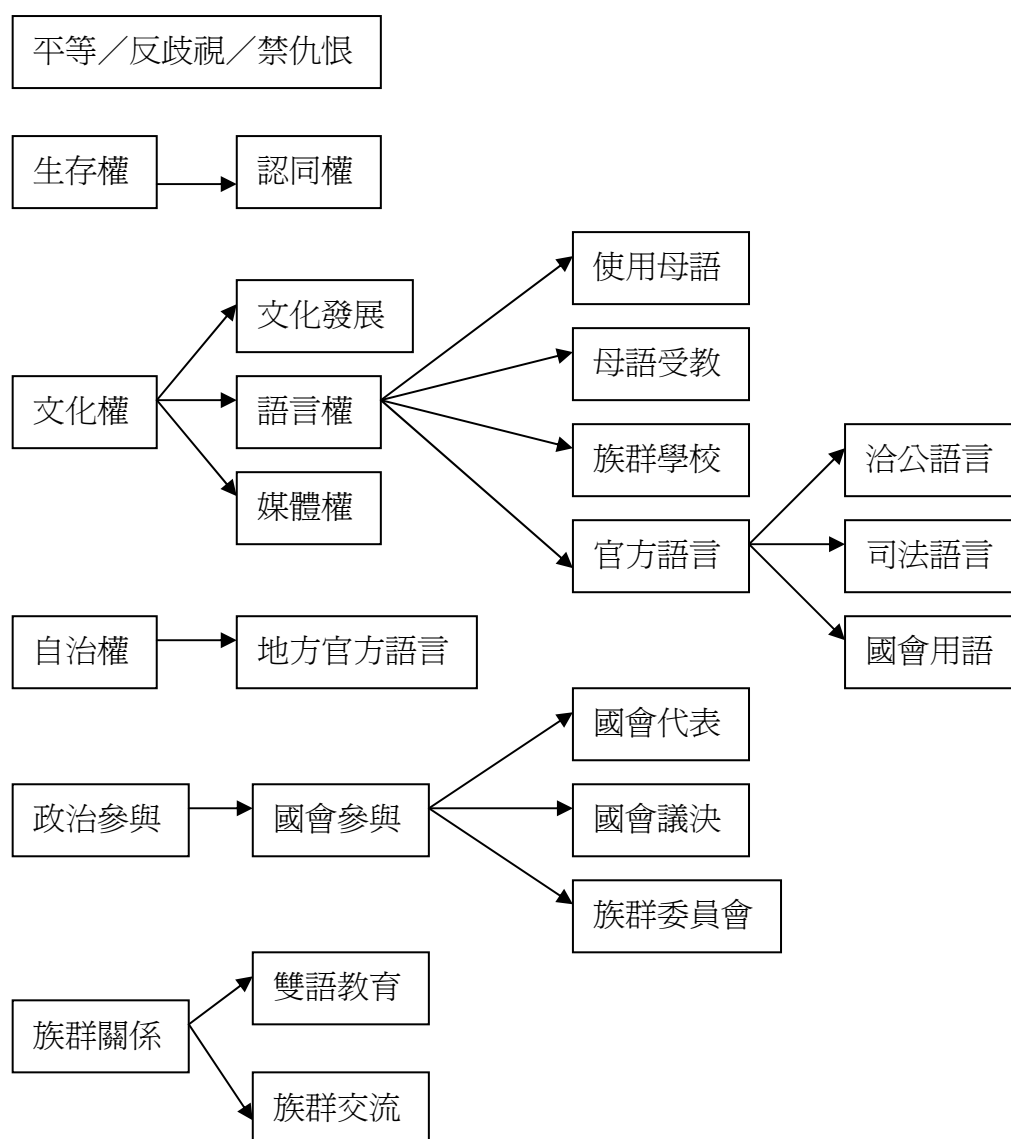 平等／反歧視／禁仇恨
生存權
認同權
文化權
文化發展
語言權
媒體權
使用母語
母語受教
族群學校
官方語言
洽公語言
司法語言
國會用語
自治權
地方官方語言
政治參與
國會參與
國會代表
國會議決
族群委員會
族群關係
雙語教育
族群交流